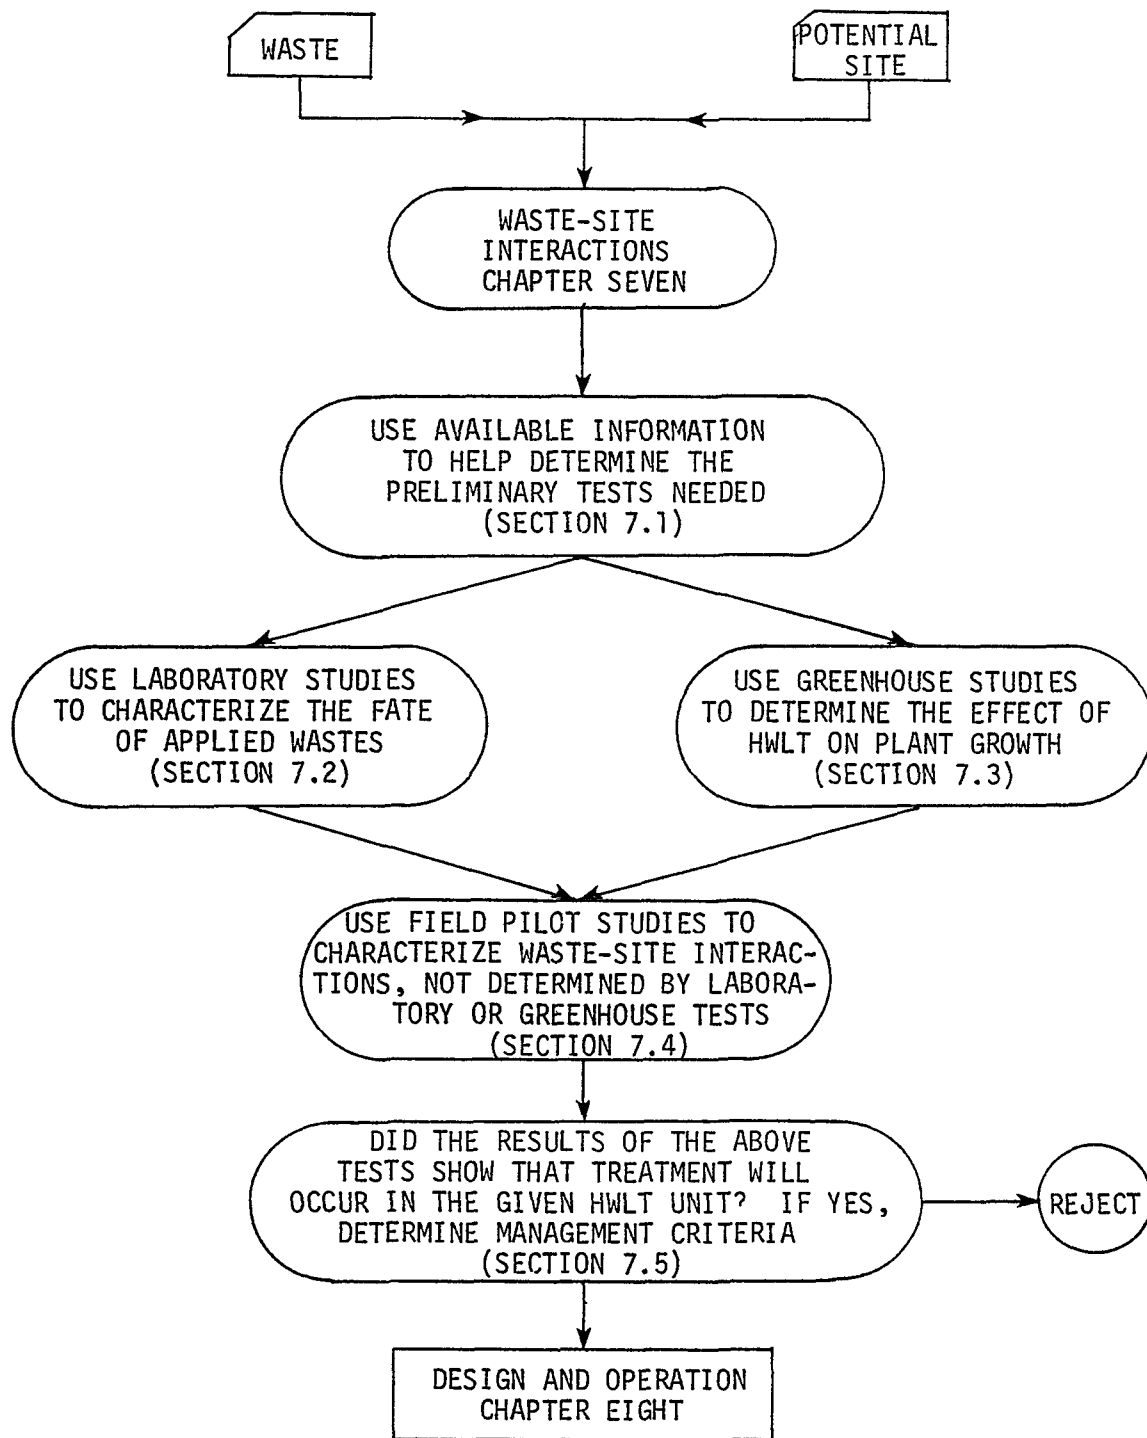 WASTE
POTENTIAL
SITE
WASTE-SITE
INTERACTIONS
CHAPTER SEVEN
USE AVAILABLE INFORMATION
TO HELP DETERMINE THE
PRELIMINARY TESTS NEEDED
(SECTION 7.1)
USE LABORATORY STUDIES
TO CHARACTERIZE THE FATE
OF APPLIED WASTES
(SECTION 7.2)
USE GREENHOUSE STUDIES
TO DETERMINE THE EFFECT OF
HWLT ON PLANT GROWTH
(SECTION 7.3)
USE FIELD PILOT STUDIES TO
CHARACTERIZE WASTE-SITE INTERAC-
TIONS, NOT DETERMINED BY LABORA-
TORY OR GREENHOUSE TESTS
(SECTION 7.4)
DID THE RESULTS OF THE ABOVE
TESTS SHOW THAT TREATMENT WILL
OCCUR IN THE GIVEN HWLT UNIT? IF YES,
DETERMINE MANAGEMENT CRITERIA
(SECTION 7.5)
REJECT
DESIGN AND OPERATION
CHAPTER EIGHT